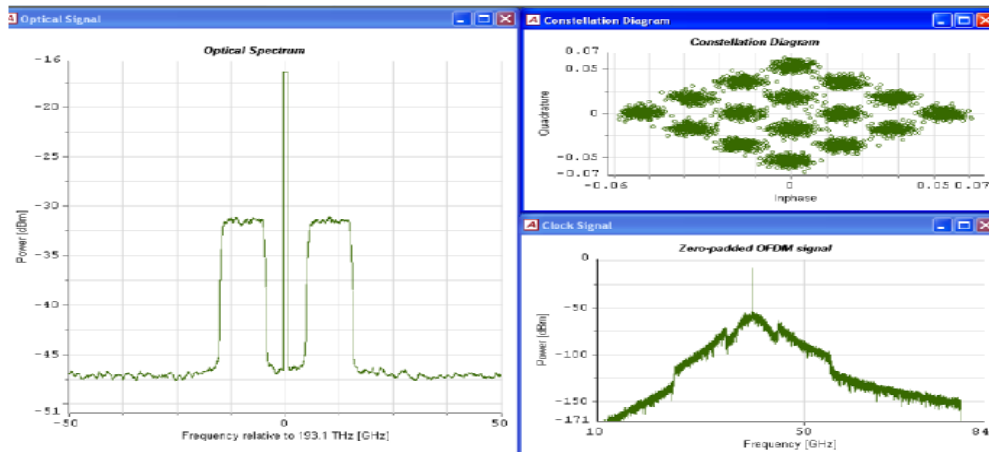 Optical Signal
Optical Spectrum
-16
-20
-25
-30
-35
-40
-45
-51
Power [dBm]
-50
0
50
Frequency relative to 193.1 THz [GHz]
Constellation Diagram
Constellation Diagram
0.07
0.05
0
-0.05
-0.07
Quadrature
-0.06
0
0.05 0.07
Inphase
Clock Signal
Zero-padded OFDM signal
0
-50
-100
-150
-171
Power [dBm]
10
50
84
Frequency [GHz]